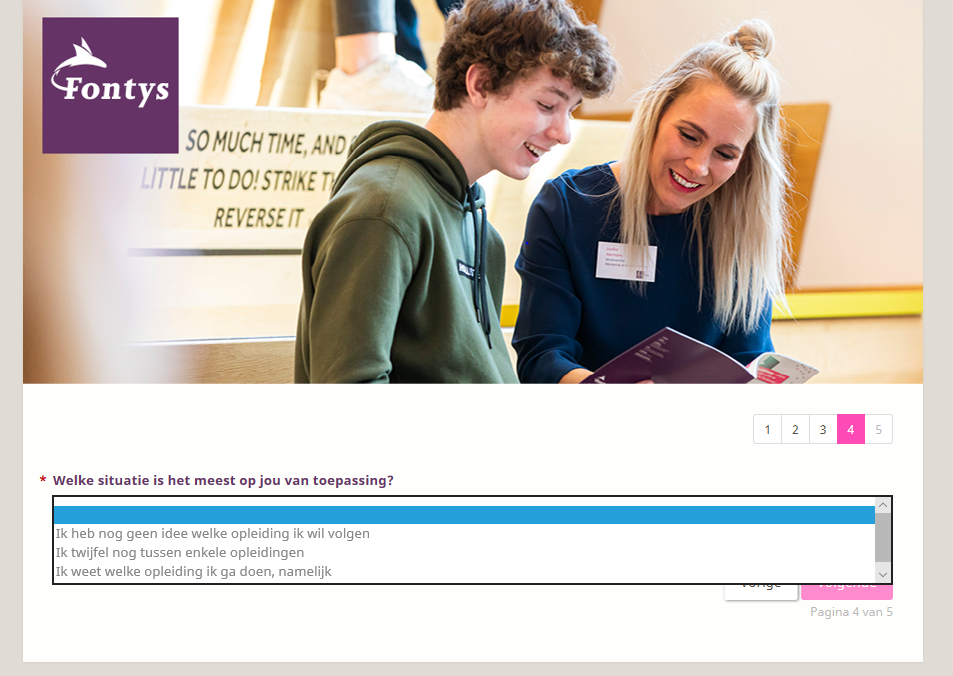 Fontys
SO MUCH TIME, AND
LITTLE TO DO! STRIKE
REVERSE IT
1 2 3 4 5
* Welke situatie is het meest op jou van toepassing?
Ik heb nog geen idee welke opleiding ik wil volgen
Ik twijfel nog tussen enkele opleidingen
Ik weet welke opleiding ik ga doen, namelijk
Vorige Volgende
Pagina 4 van 5